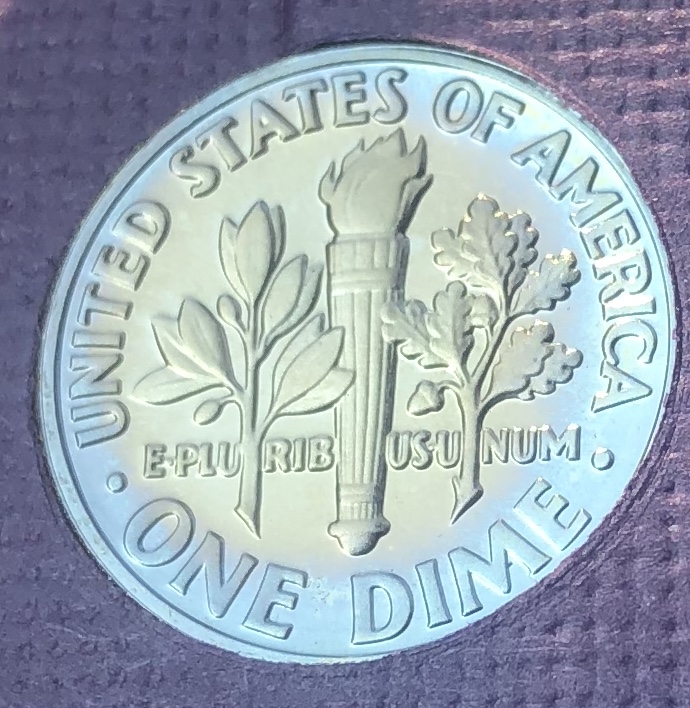 UNITED STATES OF AMERICA
E·PLU RIB US·U NUM
· ONE DIME ·